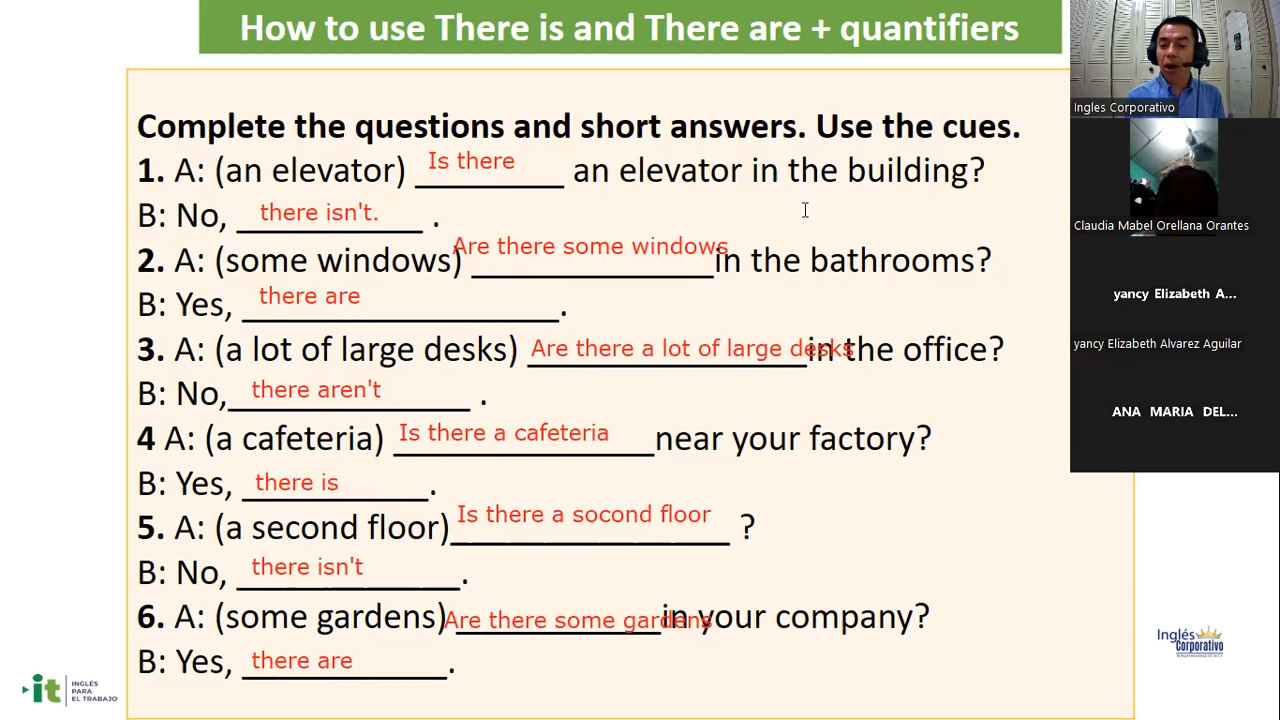 How to use There is and There are + quantifiers
Complete the questions and short answers. Use the cues.
1. A: (an elevator) Is there an elevator in the building?
B: No, there isn't. .
2. A: (some windows) Are there some windows in the bathrooms?
B: Yes, there are .
3. A: (a lot of large desks) Are there a lot of large desks in the office?
B: No, there aren't .
4 A: (a cafeteria) Is there a cafeteria near your factory?
B: Yes, there is .
5. A: (a second floor) Is there a socond floor ?
B: No, there isn't .
6. A: (some gardens) Are there some gardens in your company?
B: Yes, there are .
Ingles Corporativo
Claudia Mabel Orellana Orantes
yancy Elizabeth A...
yancy Elizabeth Alvarez Aguilar
ANA MARIA DEL...
it INGLÉS
PARA
EL TRABAJO
Inglés
Corporativo